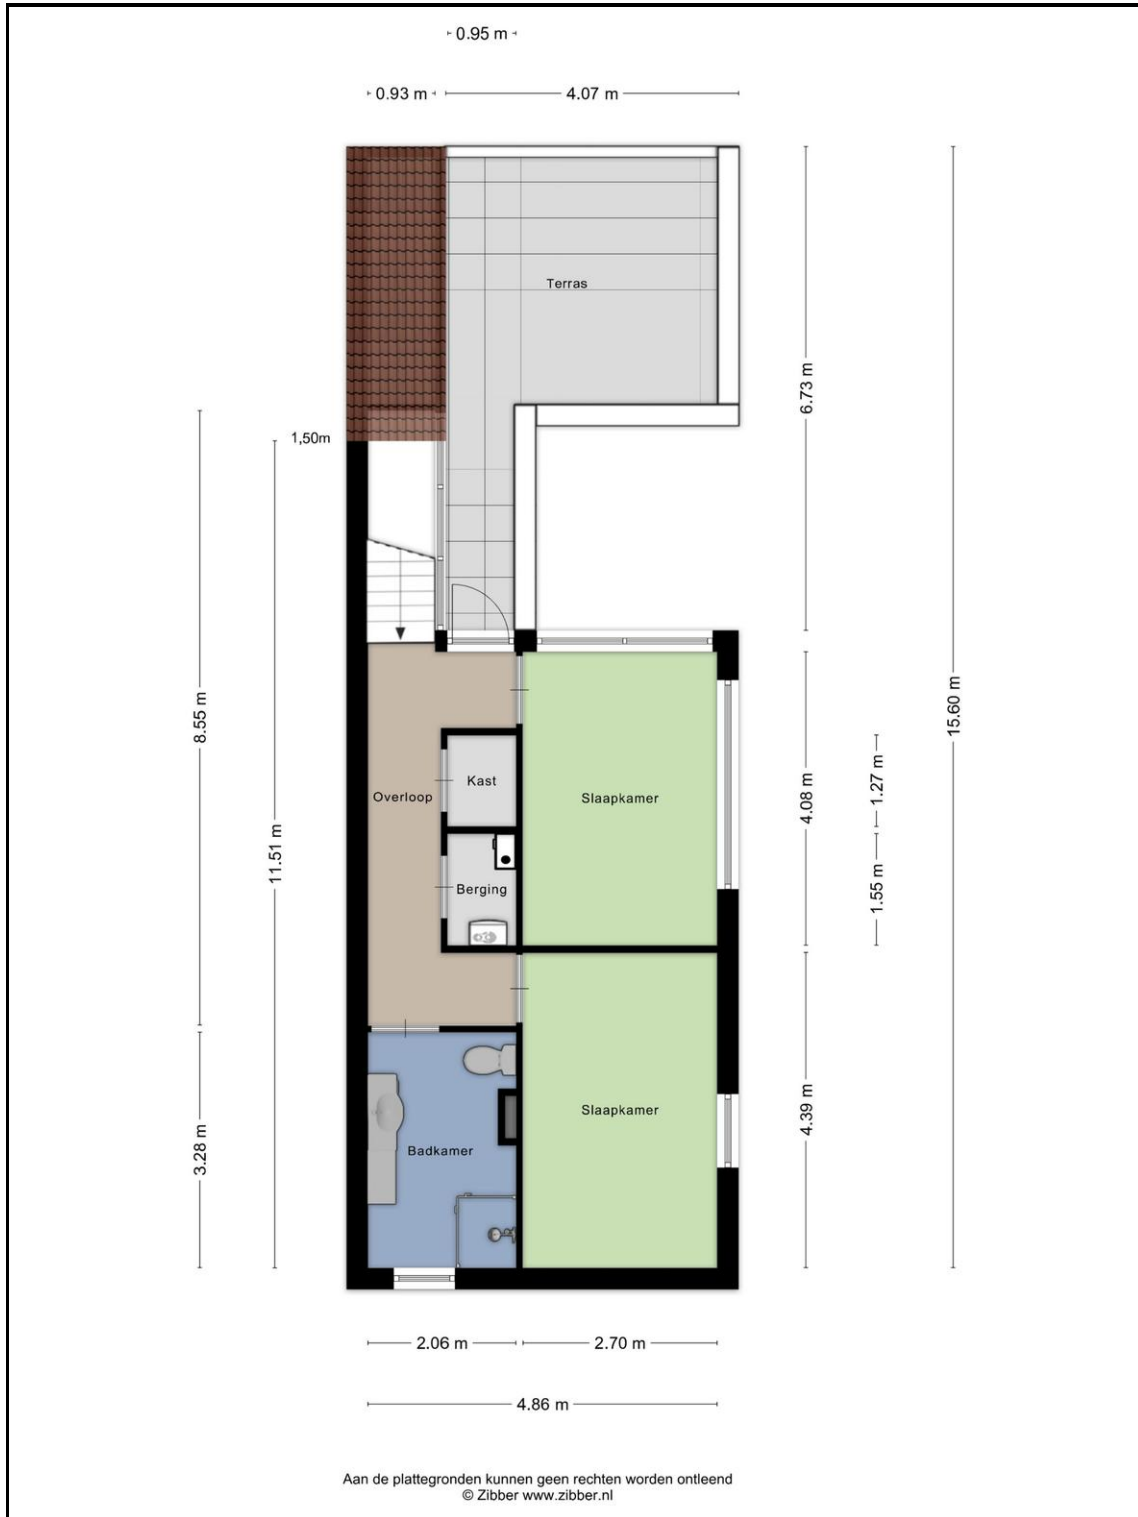 0.95 m
0.93 m
4.07 m
Terras
6.73 m
1,50m
8.55 m
15.60 m
11.51 m
Kast
Overloop
Slaapkamer
4.08 m
1.27 m
1.55 m
Berging
Slaapkamer
4.39 m
Badkamer
3.28 m
2.06 m
2.70 m
4.86 m
Aan de plattegronden kunnen geen rechten worden ontleend
© Zibber www.zibber.nl